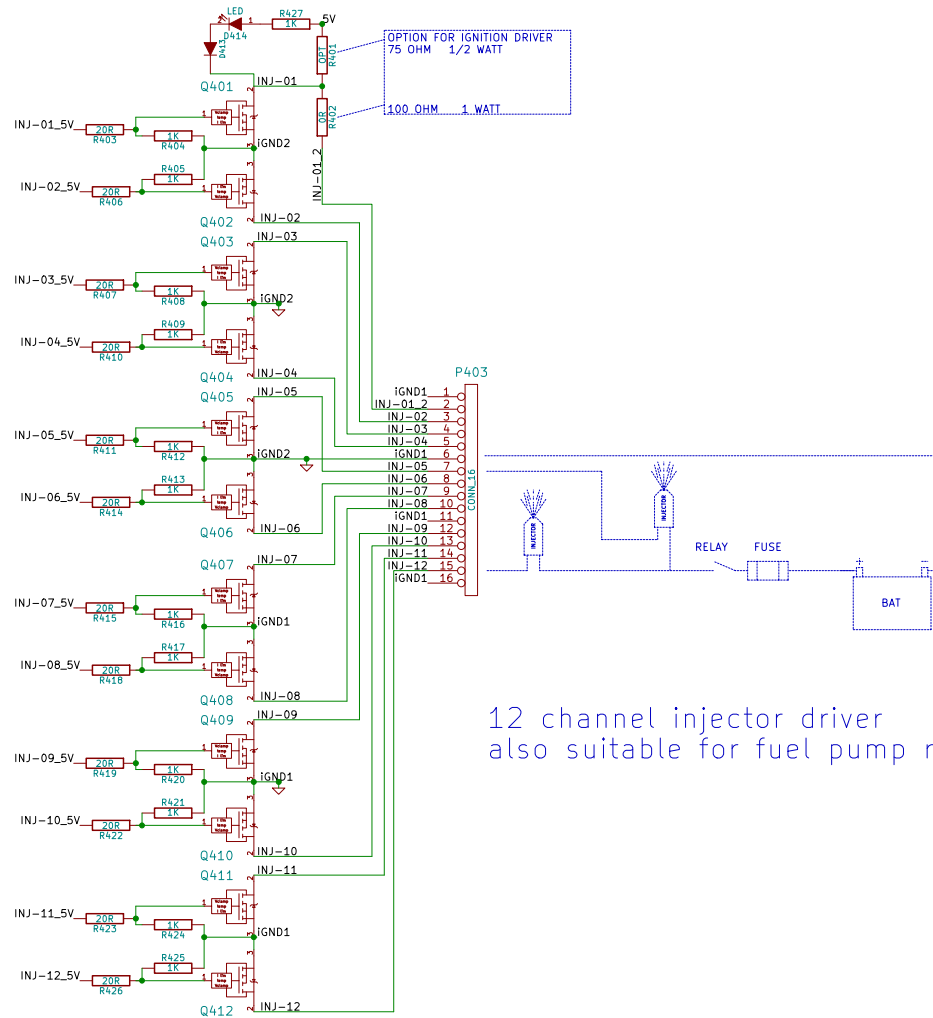 LED
D414
D413
R427
1K
5V
OPT
R401
OPTION FOR IGNITION DRIVER
75 OHM 1/2 WATT
100 OHM 1 WATT
0R
R402
INJ-01_2
Q401
INJ-01
INJ-01_5V
20R
R403
1K
R404
iGND2
R405
1K
INJ-02_5V
20R
R406
Q402
INJ-02
Q403
INJ-03
INJ-03_5V
20R
R407
1K
R408
iGND2
R409
1K
INJ-04_5V
20R
R410
Q404
INJ-04
Q405
INJ-05
INJ-05_5V
20R
R411
1K
R412
iGND2
R413
1K
INJ-06_5V
20R
R414
Q406
INJ-06
Q407
INJ-07
INJ-07_5V
20R
R415
1K
R416
iGND1
R417
1K
INJ-08_5V
20R
R418
Q408
INJ-08
Q409
INJ-09
INJ-09_5V
20R
R419
1K
R420
iGND1
R421
1K
INJ-10_5V
20R
R422
Q410
INJ-10
Q411
INJ-11
INJ-11_5V
20R
R423
1K
R424
iGND1
R425
1K
INJ-12_5V
20R
R426
Q412
INJ-12
P403
iGND1 1
INJ-01_2 2
INJ-02 3
INJ-03 4
INJ-04 5
iGND1 6
INJ-05 7
INJ-06 8
INJ-07 9
INJ-08 10
iGND1 11
INJ-09 12
INJ-10 13
INJ-11 14
INJ-12 15
iGND1 16
CONN_16
INJECTOR
INJECTOR
RELAY
FUSE
+
-
BAT
12 channel injector driver
also suitable for fuel pump r